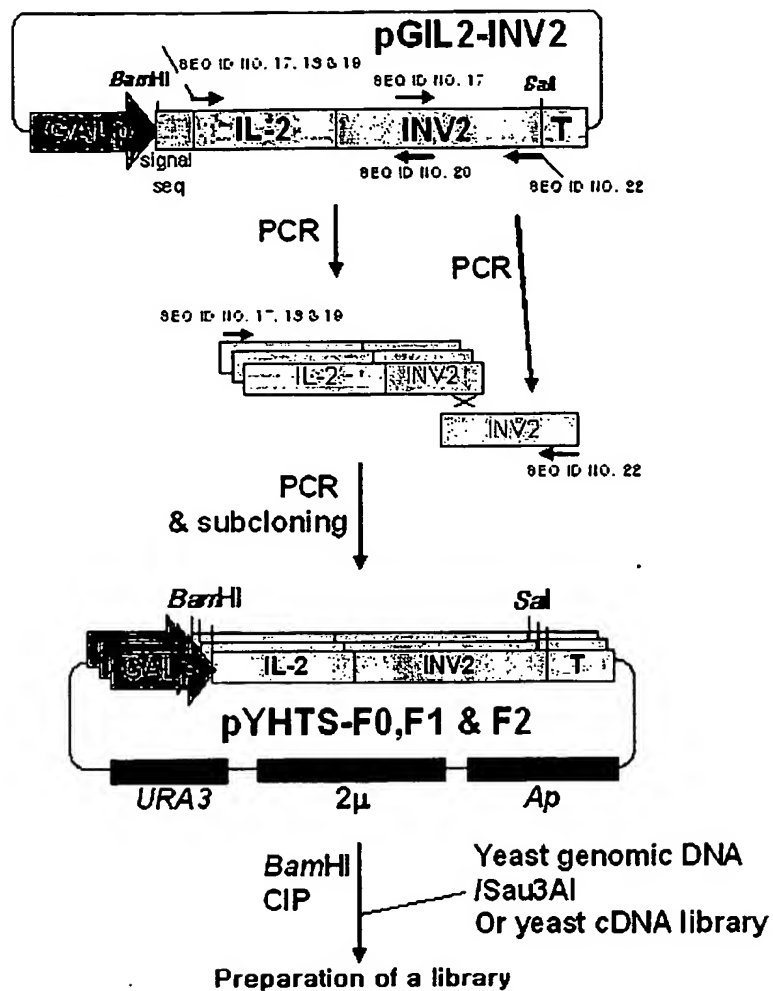 pGIL2-INV2
SEQ ID NO. 17, 18 & 19
BamHI
SEQ ID NO. 17
SalI
IL-2 INV2 T
signal
seq
SEQ ID NO. 20
SEQ ID NO. 22
PCR
PCR
SEQ ID NO. 17, 18 & 19
IL-2 INV2
INV2
SEQ ID NO. 22
PCR
& subcloning
BamHI
SalI
GAL IL-2 INV2 T
pYHTS-F0,F1 & F2
URA3 2μ Ap
BamHI
CIP
Yeast genomic DNA
/Sau3AI
Or yeast cDNA library
Preparation of a library